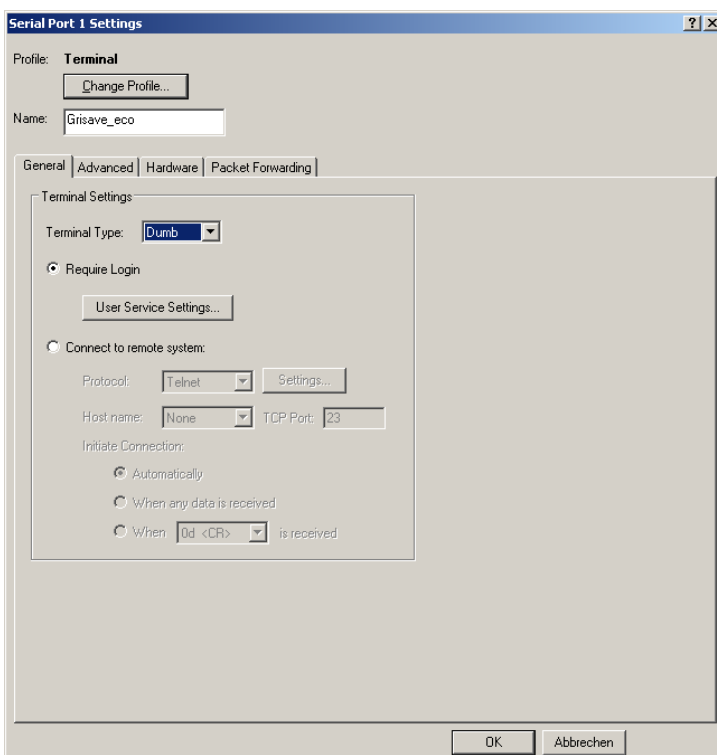 Serial Port 1 Settings
Profile: Terminal
Change Profile...
Name: Grisave_eco
General Advanced Hardware Packet Forwarding
Terminal Settings
Terminal Type: Dumb
Require Login
User Service Settings...
Connect to remote system:
Protocol: Telnet Settings...
Host name: None TCP Port: 23
Initiate Connection:
Automatically
When any data is received
When 0d <CR> is received
OK Abbrechen